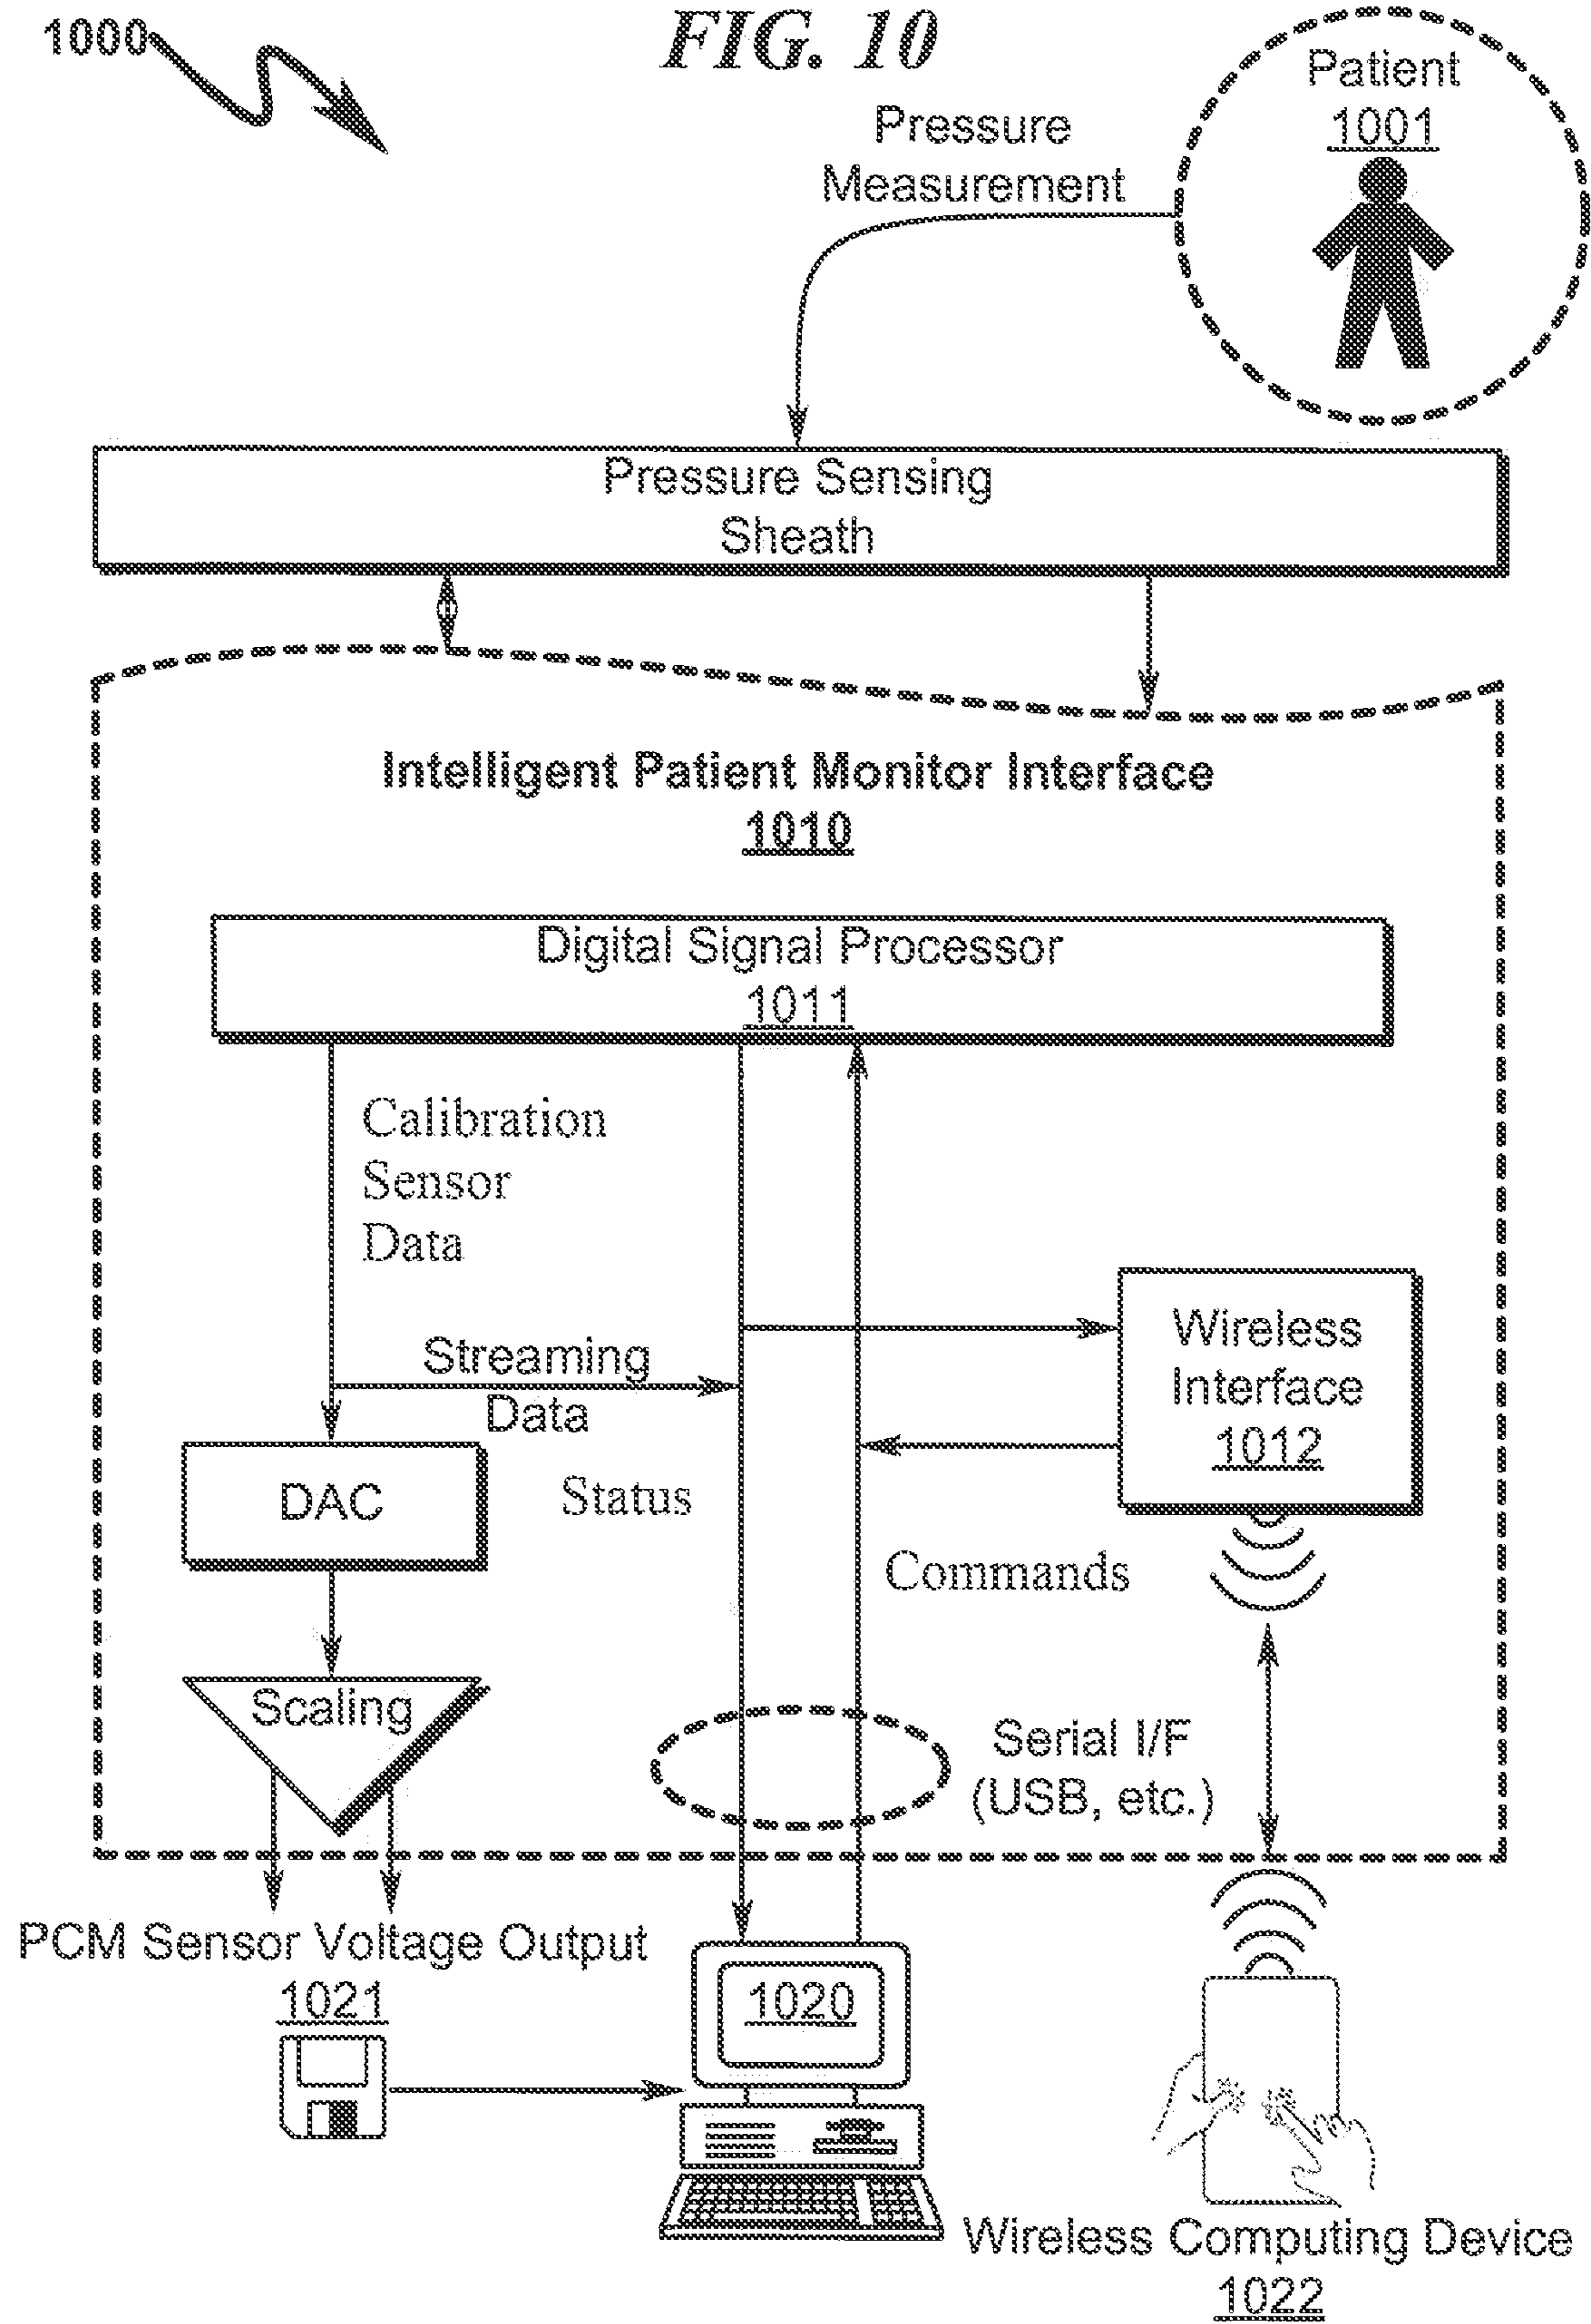 1000
FIG. 10
Patient
1001
Pressure
Measurement
Pressure Sensing
Sheath
Intelligent Patient Monitor Interface
1010
Digital Signal Processor
1011
Calibration
Sensor
Data
Streaming
Data
Status
Wireless
Interface
1012
DAC
Commands
Scaling
Serial I/F
(USB, etc.)
PCM Sensor Voltage Output
1021
1020
Wireless Computing Device
1022